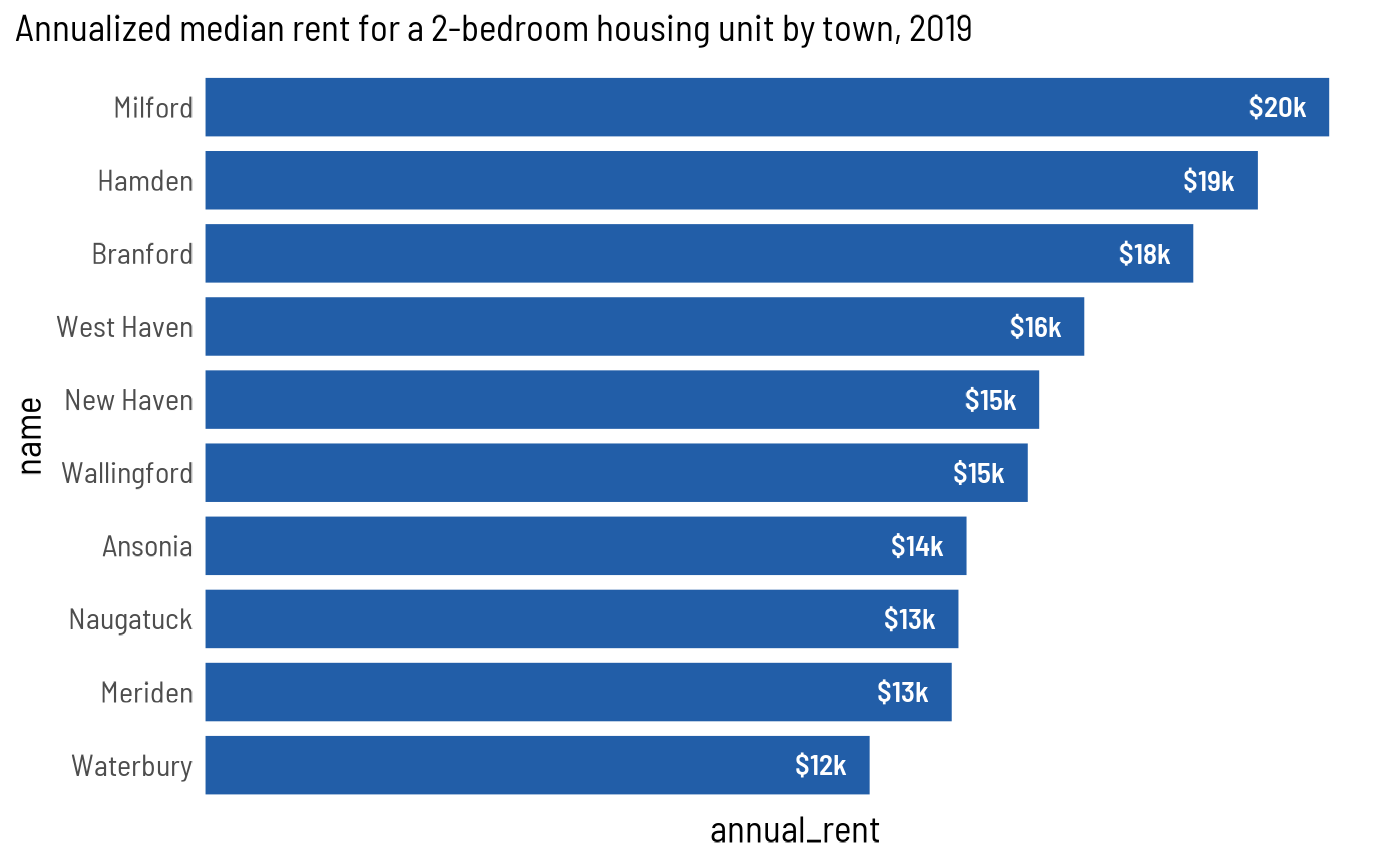 Annualized median rent for a 2-bedroom housing unit by town, 2019
Milford $20k
Hamden $19k
Branford $18k
West Haven $16k
New Haven $15k
Wallingford $15k
Ansonia $14k
Naugatuck $13k
Meriden $13k
Waterbury $12k
name
annual_rent